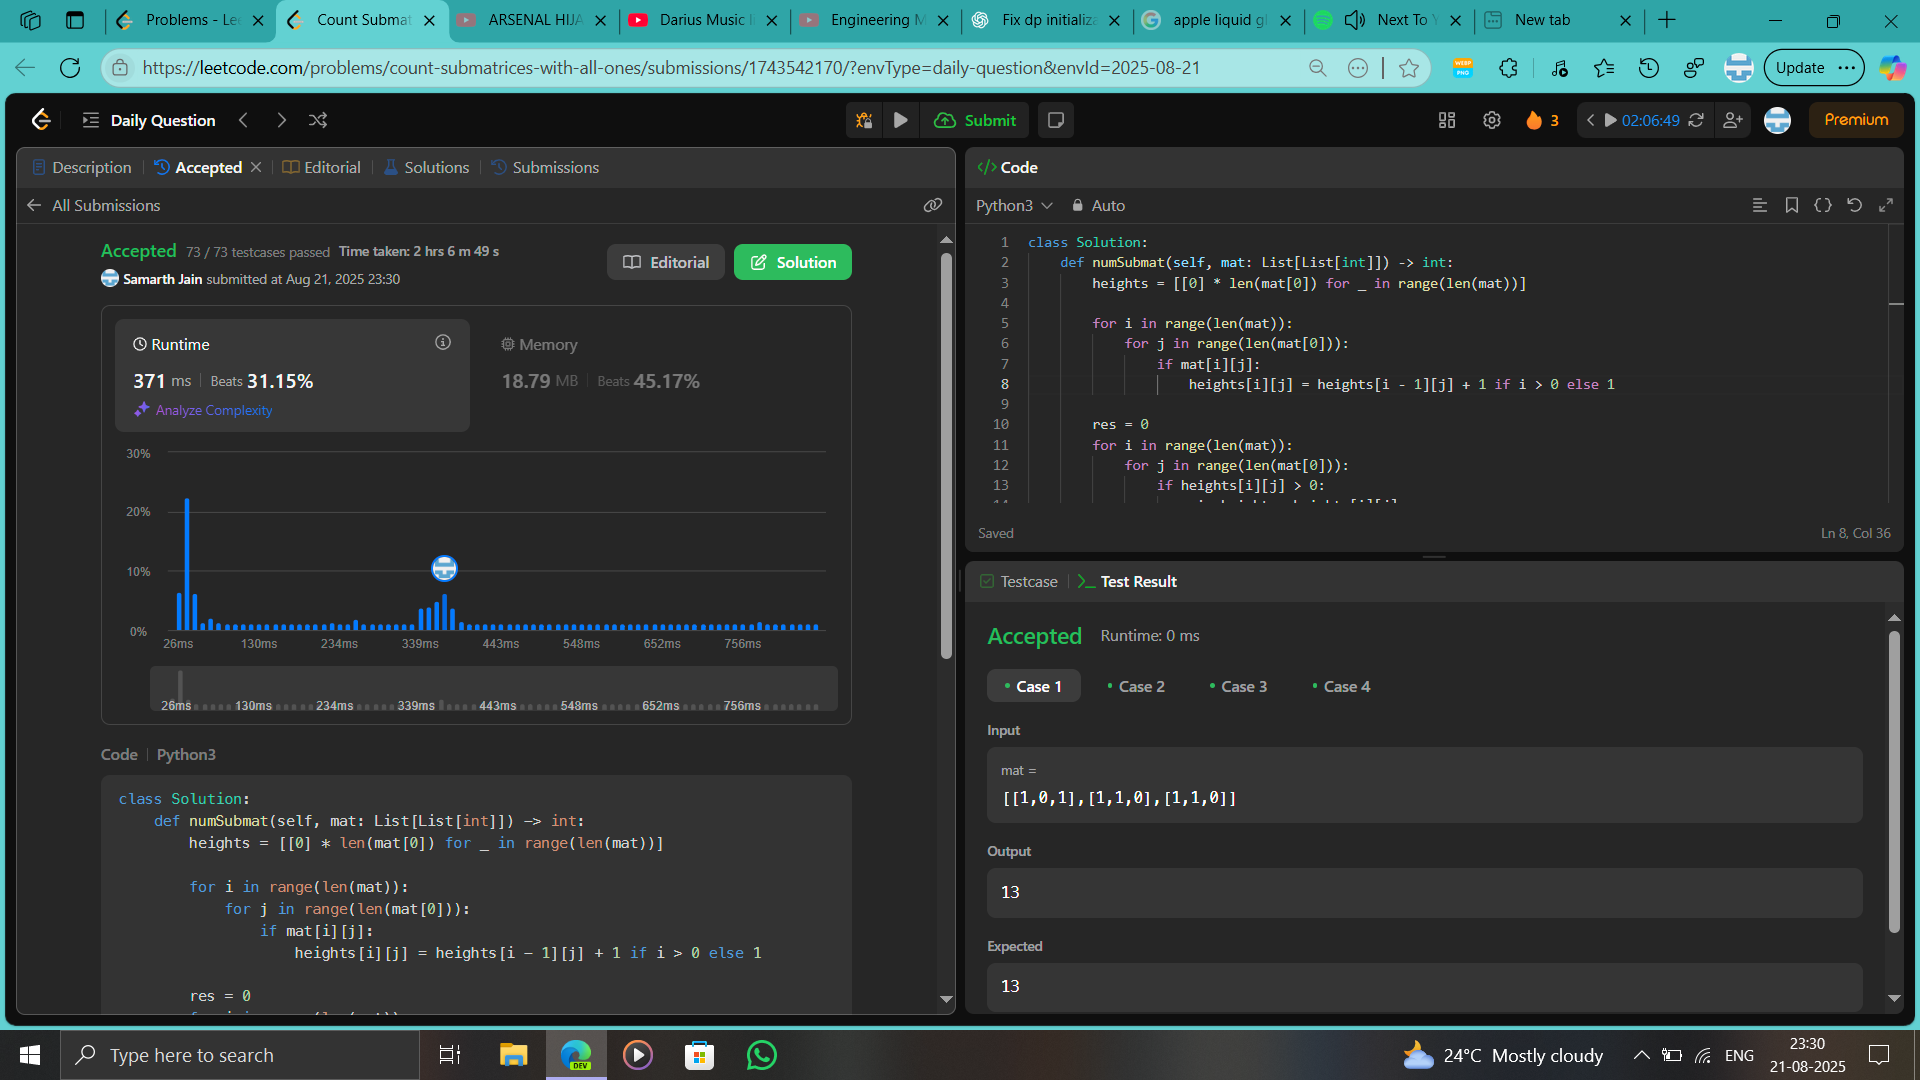 Problems - Le
Count Submat
ARSENAL HIJA
Darius Music I
Engineering M
Fix dp initializa
apple liquid gl
Next To Y
New tab
https://leetcode.com/problems/count-submatrices-with-all-ones/submissions/1743542170/?envType=daily-question&envId=2025-08-21
Update
Daily Question
Submit
3
02:06:49
Premium
Description
Accepted
Editorial
Solutions
Submissions
All Submissions
Accepted 73 / 73 testcases passed Time taken: 2 hrs 6 m 49 s
Samarth Jain submitted at Aug 21, 2025 23:30
Editorial
Solution
Runtime
371 ms Beats 31.15%
Analyze Complexity
Memory
18.79 MB Beats 45.17%
30%
20%
10%
0%
26ms 130ms 234ms 339ms 443ms 548ms 652ms 756ms
26ms 130ms 234ms 339ms 443ms 548ms 652ms 756ms
Code Python3
class Solution:
def numSubmat(self, mat: List[List[int]]) -> int:
heights = [[0] * len(mat[0]) for _ in range(len(mat))]
for i in range(len(mat)):
for j in range(len(mat[0])):
if mat[i][j]:
heights[i][j] = heights[i - 1][j] + 1 if i > 0 else 1
res = 0
</> Code
Python3 Auto
1 class Solution:
2 def numSubmat(self, mat: List[List[int]]) -> int:
3 heights = [[0] * len(mat[0]) for _ in range(len(mat))]
4
5 for i in range(len(mat)):
6 for j in range(len(mat[0])):
7 if mat[i][j]:
8 heights[i][j] = heights[i - 1][j] + 1 if i > 0 else 1
9
10 res = 0
11 for i in range(len(mat)):
12 for j in range(len(mat[0])):
13 if heights[i][j] > 0:
Saved
Ln 8, Col 36
Testcase
Test Result
Accepted Runtime: 0 ms
Case 1
Case 2
Case 3
Case 4
Input
mat =
[[1,0,1],[1,1,0],[1,1,0]]
Output
13
Expected
13
Type here to search
DEV
24°C Mostly cloudy
ENG
23:30
21-08-2025